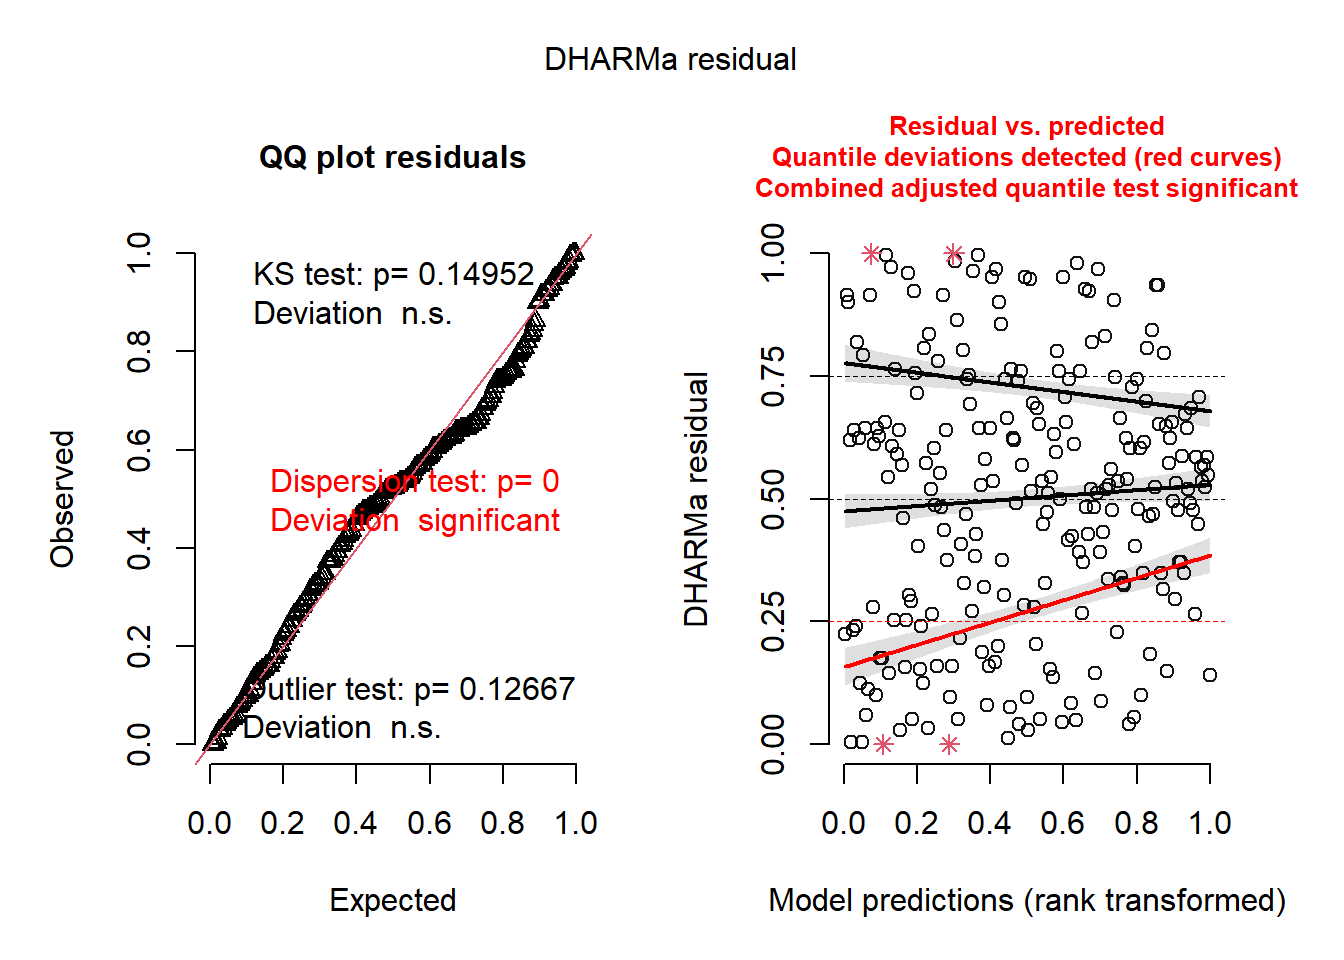 DHARMa residual
QQ plot residuals
KS test: p= 0.14952
Deviation  n.s.
Dispersion test: p= 0
Deviation  significant
Outlier test: p= 0.12667
Deviation  n.s.
Observed
0.0
0.2
0.4
0.6
0.8
1.0
0.0
0.2
0.4
0.6
0.8
1.0
Expected
Residual vs. predicted
Quantile deviations detected (red curves)
Combined adjusted quantile test significant
DHARMa residual
0.00
0.25
0.50
0.75
1.00
0.0
0.2
0.4
0.6
0.8
1.0
Model predictions (rank transformed)